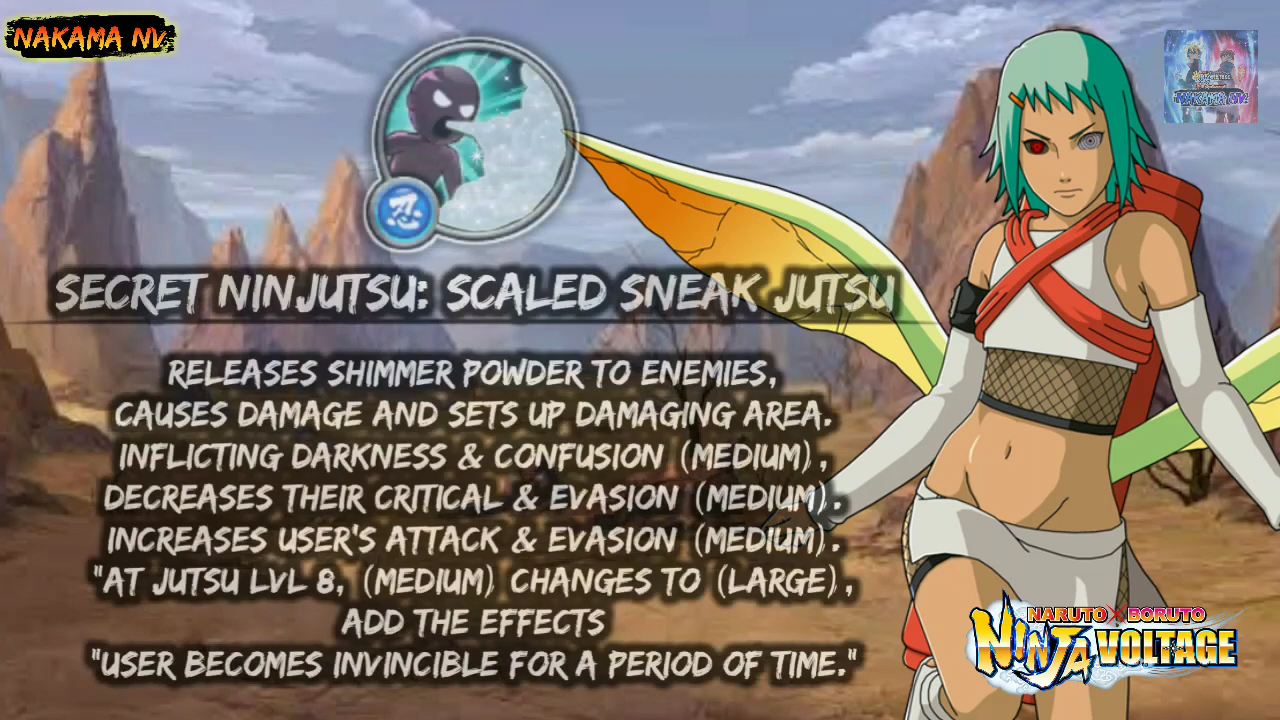 NAKAMA NV.
忍
SECRET NINJUTSU: SCALED SNEAK JUTSU
RELEASES SHIMMER POWDER TO ENEMIES,
CAUSES DAMAGE AND SETS UP DAMAGING AREA.
INFLICTING DARKNESS & CONFUSION (MEDIUM),
DECREASES THEIR CRITICAL & EVASION (MEDIUM).
INCREASES USER'S ATTACK & EVASION (MEDIUM).
"AT JUTSU LVL 8, (MEDIUM) CHANGES TO (LARGE),
ADD THE EFFECTS
"USER BECOMES INVINCIBLE FOR A PERIOD OF TIME."
NARUTO X BORUTO
NINJA VOLTAGE